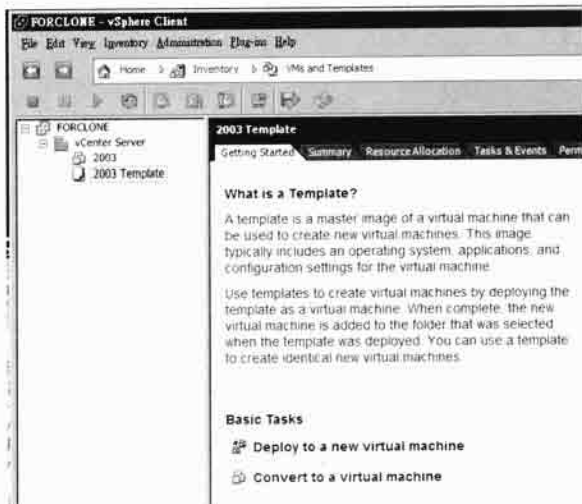 FORCLONE - vSphere Client
File Edit View Inventory Administration Plug-ins Help
Home Inventory VMs and Templates
FORCLONE
vCenter Server
2003
2003 Template
2003 Template
Getting Started Summary Resource Allocation Tasks & Events Perm
What is a Template?
A template is a master image of a virtual machine that can
be used to create new virtual machines. This image
typically includes an operating system, applications, and
configuration settings for the virtual machine.
Use templates to create virtual machines by deploying the
template as a virtual machine. When complete, the new
virtual machine is added to the folder that was selected
when the template was deployed. You can use a template
to create identical new virtual machines.
Basic Tasks
Deploy to a new virtual machine
Convert to a virtual machine